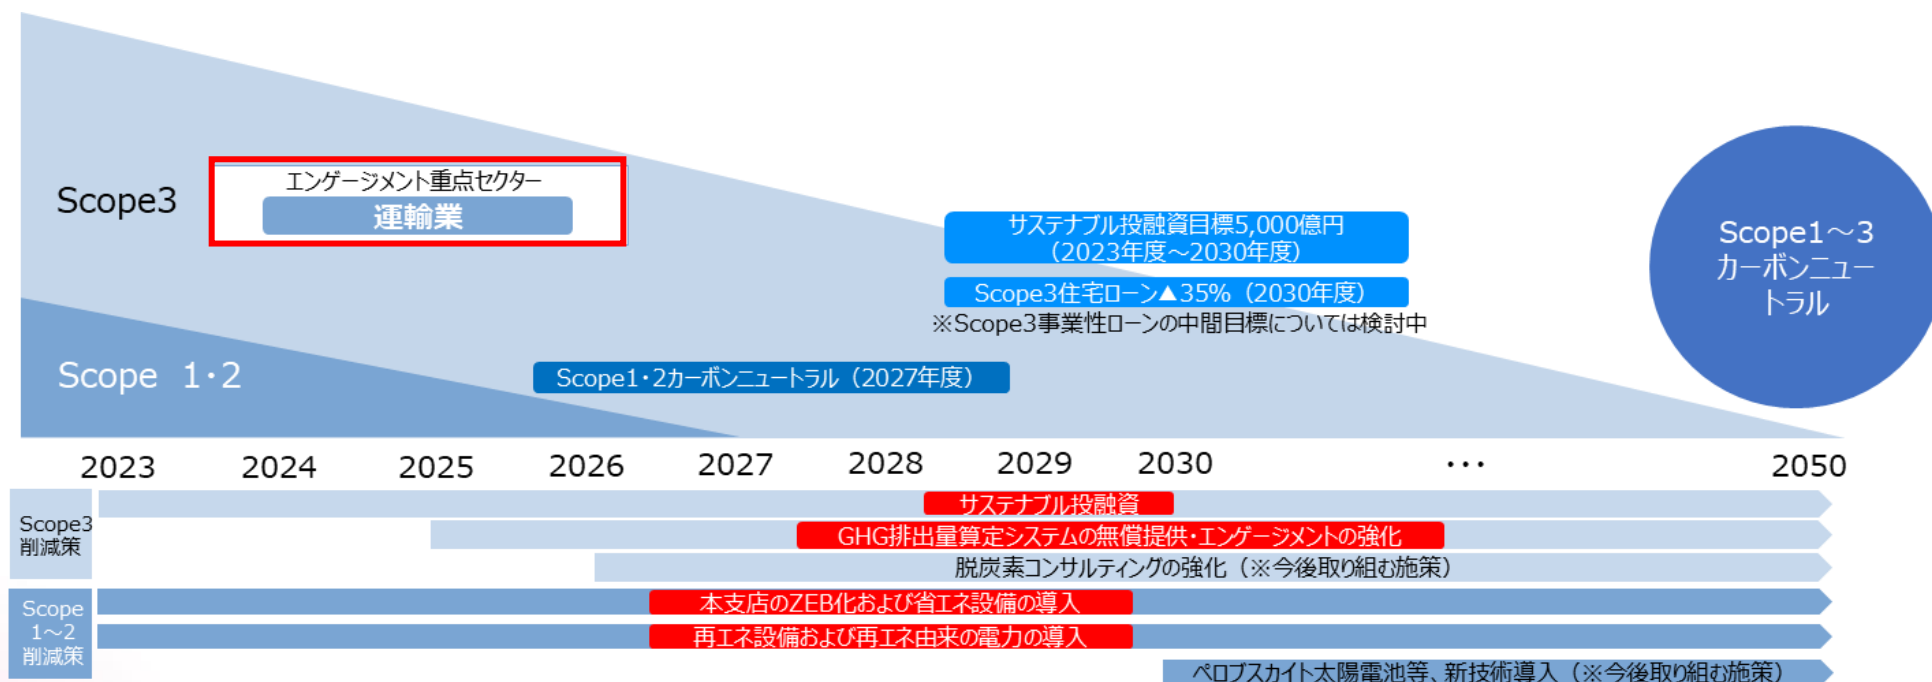 Scope3
エンゲージメント重点セクター
運輸業
サステナブル投融資目標5,000億円
（2023年度～2030年度）
Scope3住宅ローン▲35%（2030年度）
※Scope3事業性ローンの中間目標については検討中
Scope1～3
カーボンニュー
トラル
Scope 1・2
Scope1・2カーボンニュートラル（2027年度）
2023 2024 2025 2026 2027 2028 2029 2030 ・・・ 2050
Scope3
削減策
サステナブル投融資
GHG排出量算定システムの無償提供・エンゲージメントの強化
脱炭素コンサルティングの強化（※今後取り組む施策）
Scope
1～2
削減策
本支店のZEB化および省エネ設備の導入
再エネ設備および再エネ由来の電力の導入
ペロブスカイト太陽電池等、新技術導入（※今後取り組む施策）